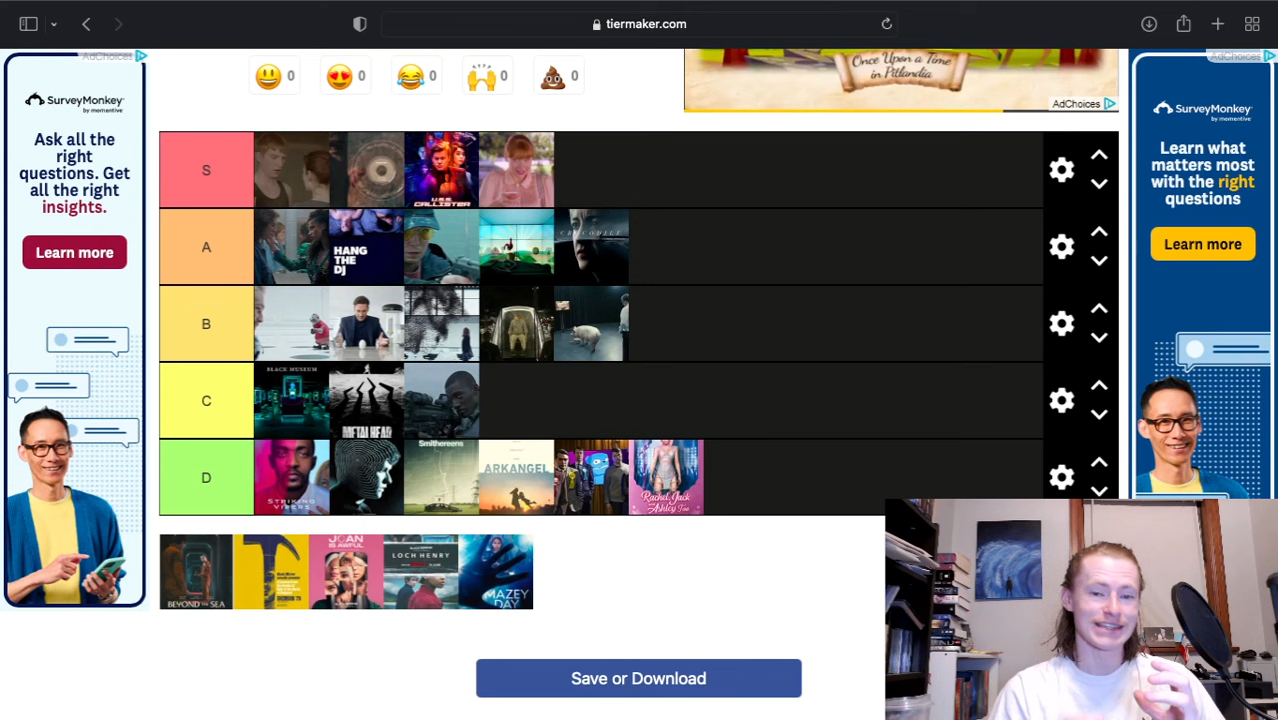 tiermaker.com
AdChoices
SurveyMonkey
by momentive
Ask all the
right
questions. Get
all the right
insights.
Learn more
0
0
0
0
0
Once Upon a Time
in Pitlandia
AdChoices
AdChoices
SurveyMonkey
by momentive
Learn what
matters most
with the right
questions
Learn more
S
U.S.S.
CALLISTER
A
HANG
THE
DJ
CROCODILE
B
C
BLACK MUSEUM
METALHEAD
D
STRIKING
VIPERS
Smithereens
ARKANGEL
Rachel, Jack
and
Ashley Too
BEYOND THE SEA
JOAN
IS AWFUL
LOCH HENRY
MAZEY
DAY
Save or Download